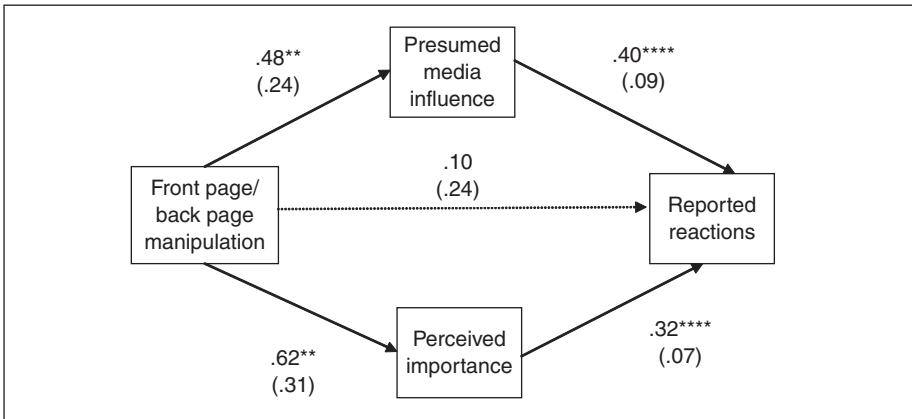 .48**
(.24)
Presumed
media
influence
.40****
(.09)
.10
(.24)
Front page/
back page
manipulation
Reported
reactions
.62**
(.31)
Perceived
importance
.32****
(.07)